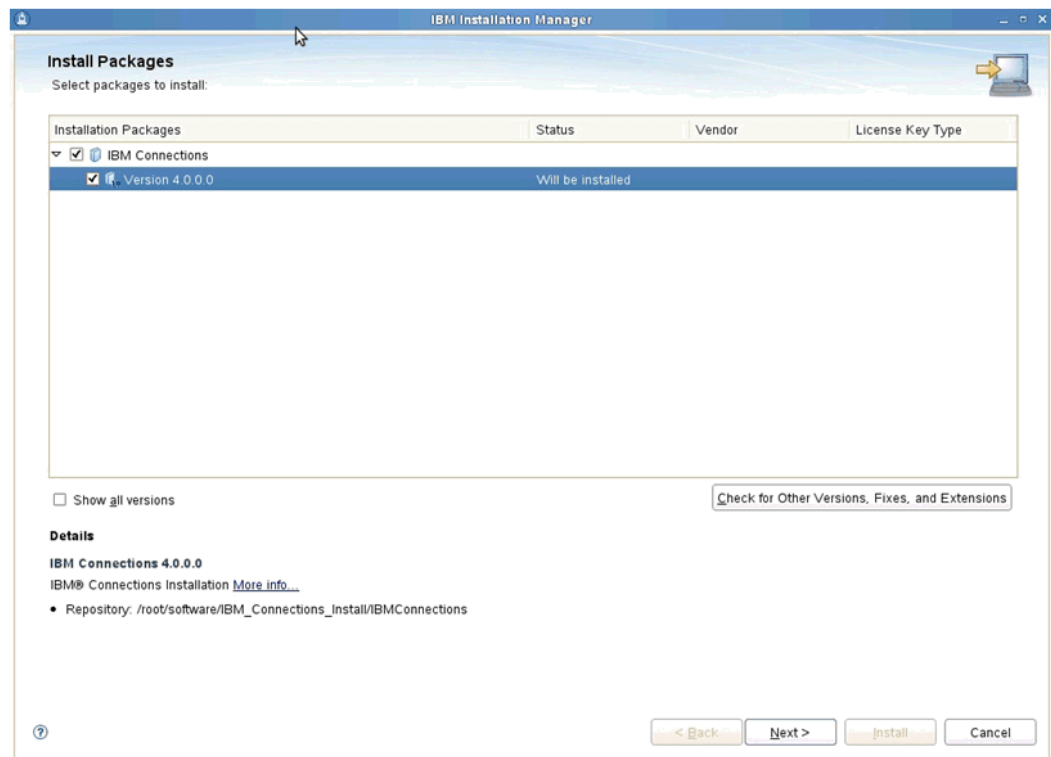 IBM Installation Manager
Install Packages
Select packages to install:
Installation Packages Status Vendor License Key Type
IBM Connections
Version 4.0.0.0 Will be installed
Show all versions Check for Other Versions, Fixes, and Extensions
Details
IBM Connections 4.0.0.0
IBM® Connections Installation More info...
• Repository: /root/software/IBM_Connections_Install/IBMConnections
? < Back Next > Install Cancel